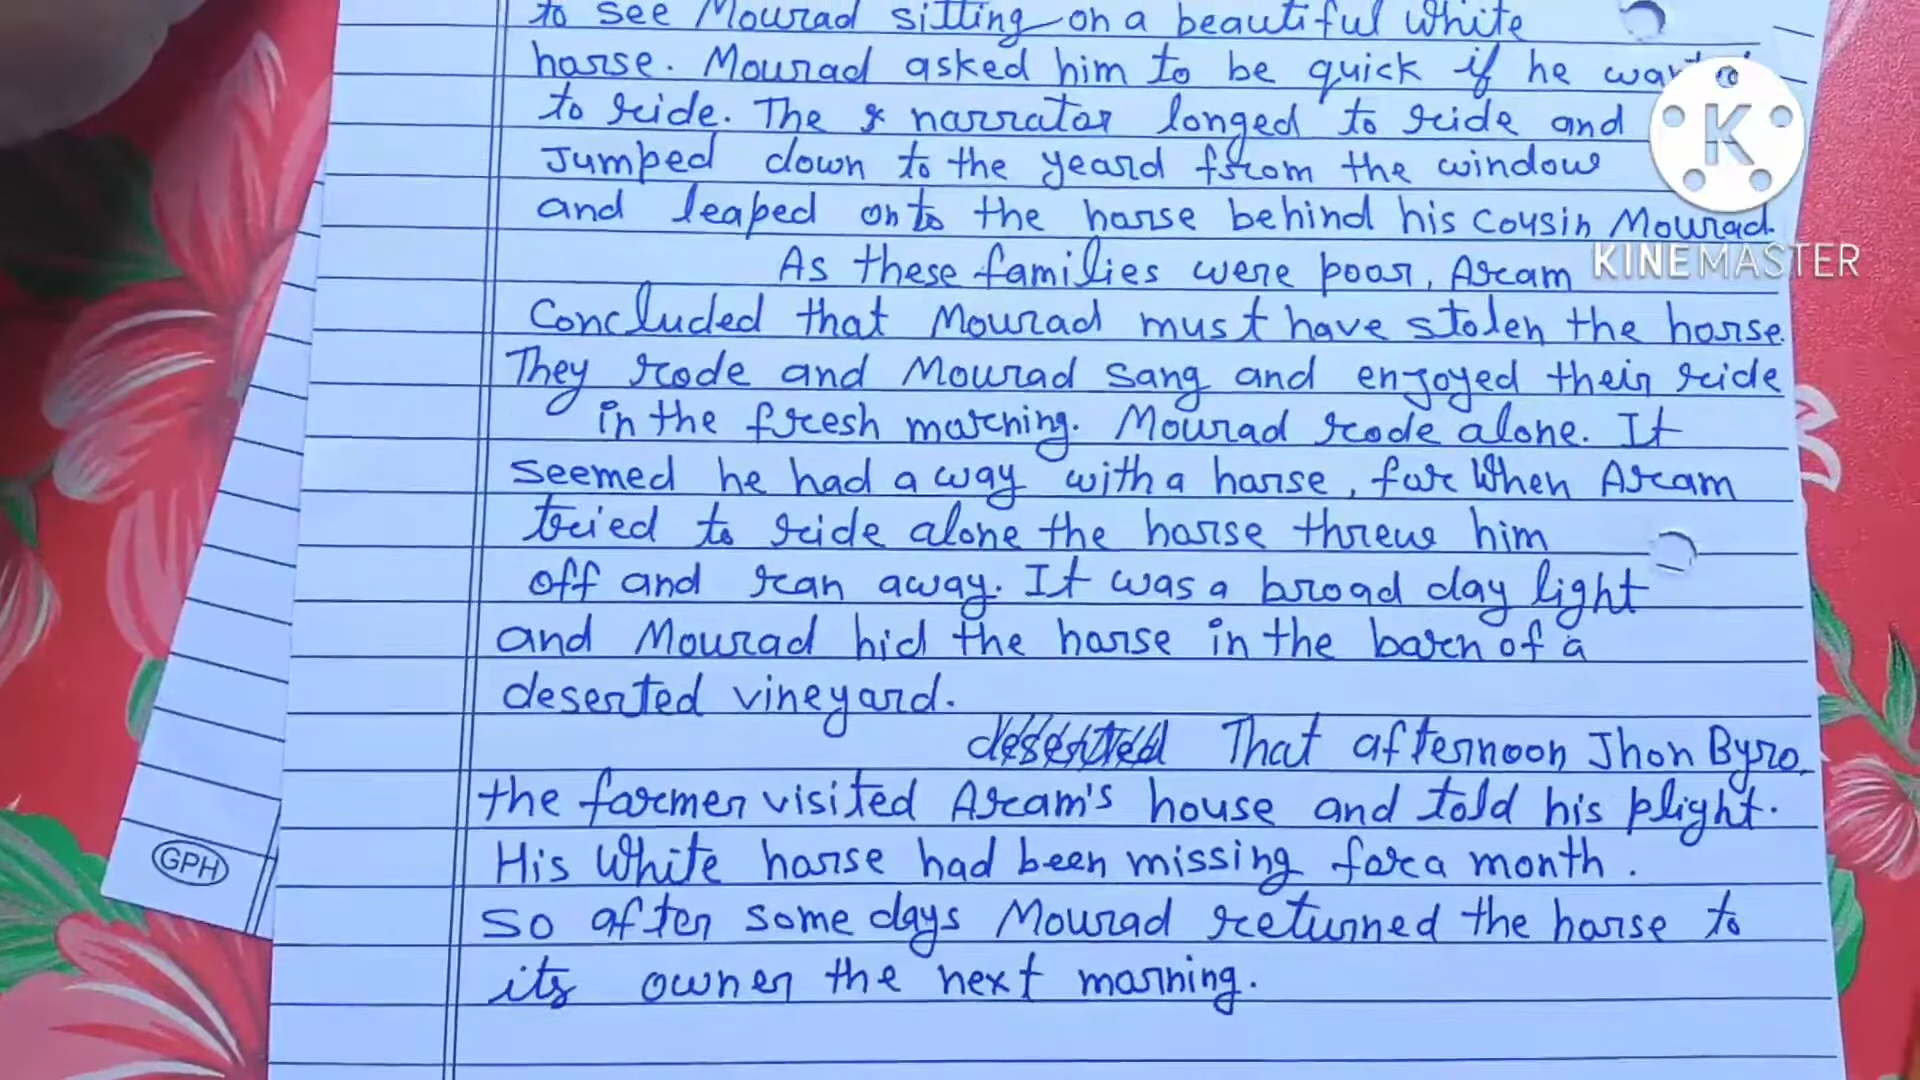 to see Mourad sitting on a beautiful white
horse. Mourad asked him to be quick if he wanted
to ride. The narrator longed to ride and
Jumped down to the yeard from the window
and leaped onto the horse behind his cousin Mourad.
As these families were poor, Aram
Concluded that Mourad must have stolen the horse.
They rode and Mourad sang and enjoyed their ride
in the fresh morning. Mourad rode alone. It
seemed he had a way with a horse, for when Aram
tried to ride alone the horse threw him
off and ran away. It was a broad day light
and Mourad hid the horse in the barn of a
deserted vineyard.
deserted That afternoon Jhon Byro,
the farmer visited Aram's house and told his plight.
His white horse had been missing for a month.
So after some days Mourad returned the horse to
its owner the next morning.
K
KINEMASTER
GPH